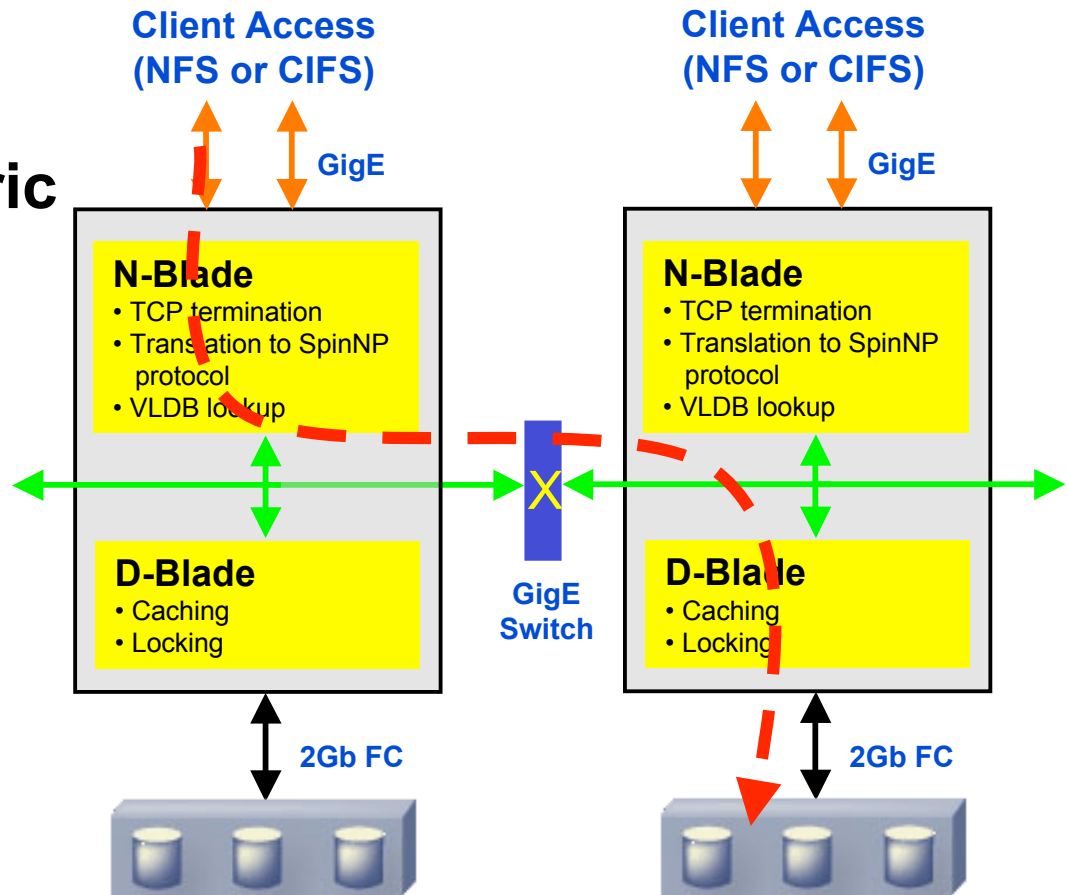 Client Access
(NFS or CIFS)
Client Access
(NFS or CIFS)
GigE
GigE
ric
N-Blade
• TCP termination
• Translation to SpinNP
protocol
• VLDB lookup
N-Blade
• TCP termination
• Translation to SpinNP
protocol
• VLDB lookup
X
GigE
Switch
D-Blade
• Caching
• Locking
D-Blade
• Caching
• Locking
2Gb FC
2Gb FC